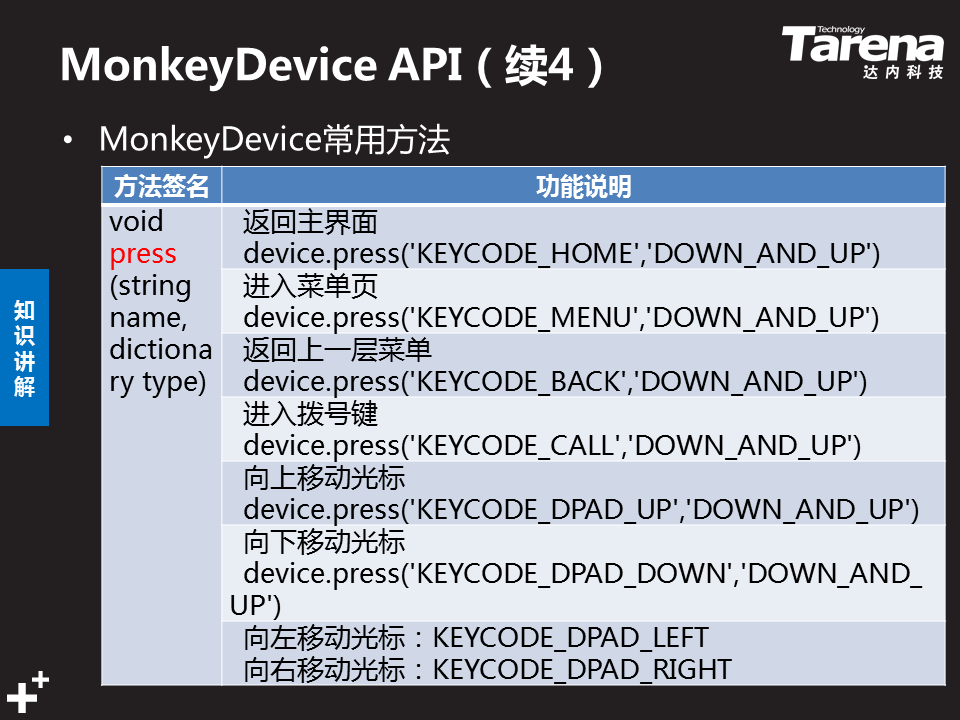 MonkeyDevice API（续4）
Technology
Tarena
达内科技
• MonkeyDevice常用方法
方法签名
功能说明
void
press
(string
name,
dictiona
ry type)
返回主界面
device.press('KEYCODE_HOME','DOWN_AND_UP')
进入菜单页
device.press('KEYCODE_MENU','DOWN_AND_UP')
返回上一层菜单
device.press('KEYCODE_BACK','DOWN_AND_UP')
进入拨号键
device.press('KEYCODE_CALL','DOWN_AND_UP')
向上移动光标
device.press('KEYCODE_DPAD_UP','DOWN_AND_UP')
向下移动光标
device.press('KEYCODE_DPAD_DOWN','DOWN_AND_
UP')
向左移动光标：KEYCODE_DPAD_LEFT
向右移动光标：KEYCODE_DPAD_RIGHT
知
识
讲
解